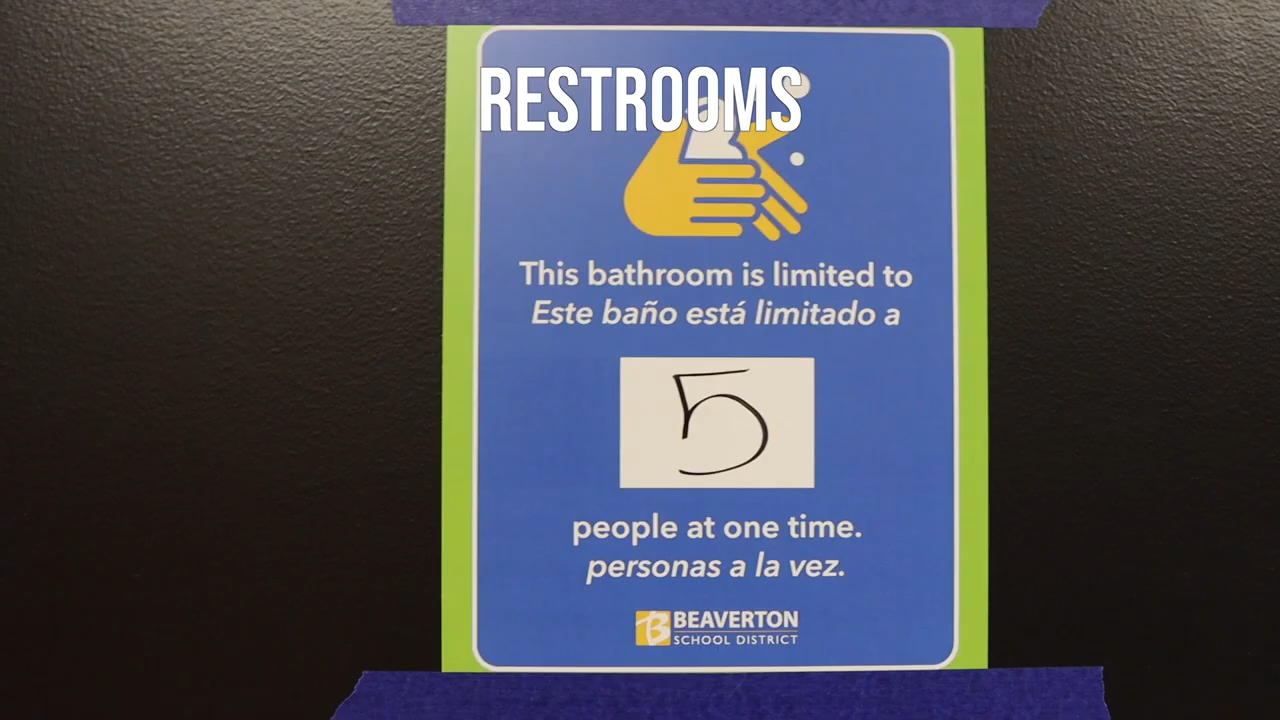 RESTROOMS
This bathroom is limited to
Este baño está limitado a
5
people at one time.
personas a la vez.
B BEAVERTON
SCHOOL DISTRICT